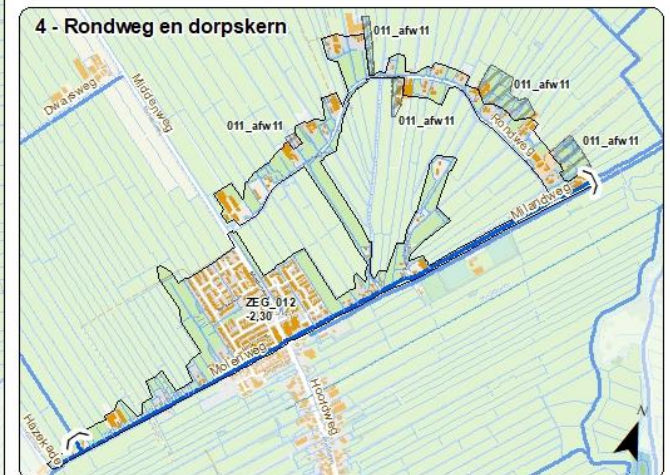 4 - Rondweg en dorpskern
011_afw11
Dwarsweg
Middenweg
011_afw11
011_afw11
011_afw11
Rondweg
011_afw11
Milandweg
ZEG_012
-2,30
Molenweg
Hoofdweg
Hazekade
N